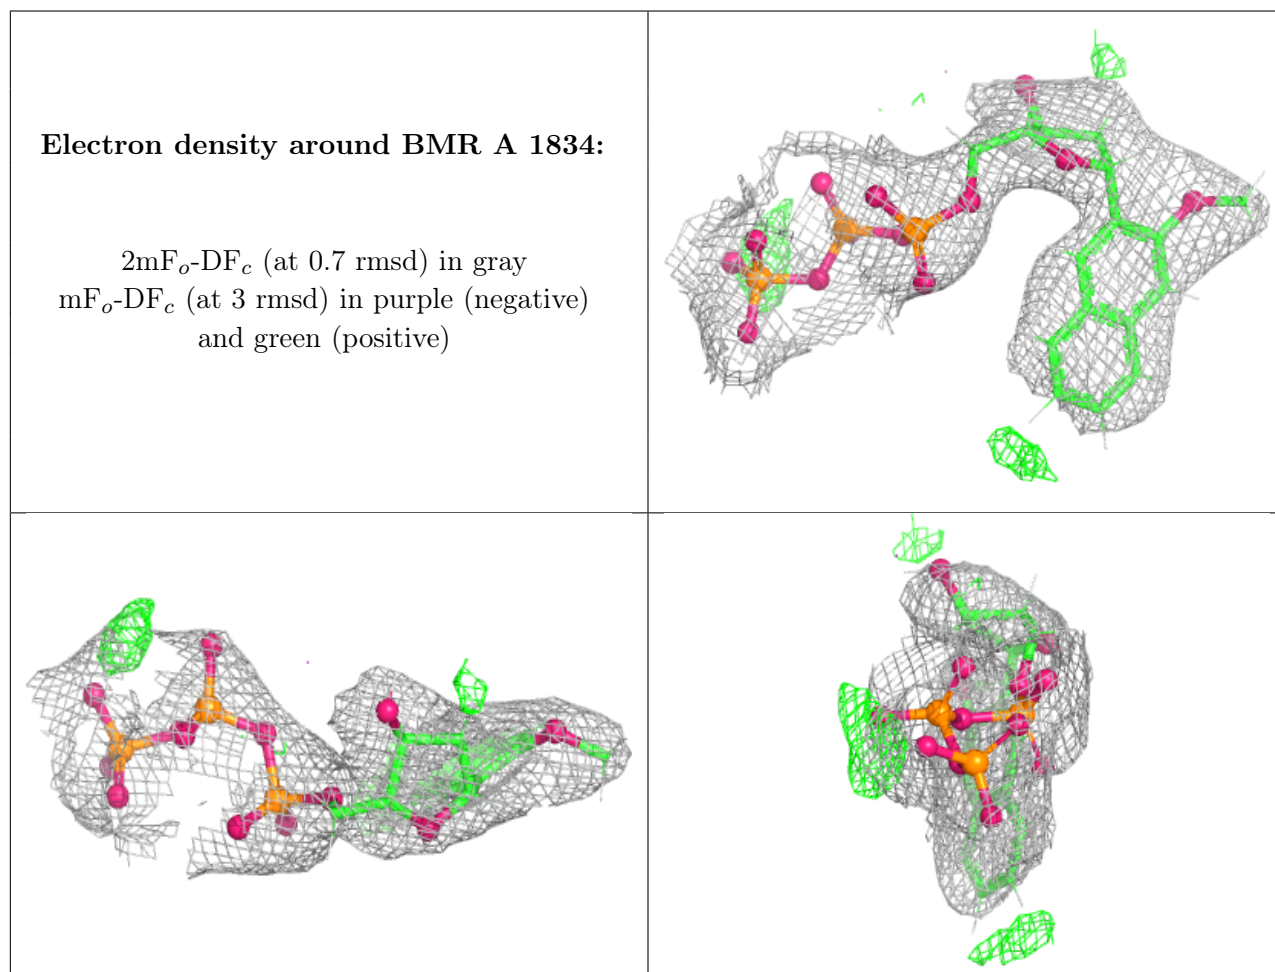 Electron density around BMR A 1834:
2mFo-DFc (at 0.7 rmsd) in gray
mFo-DFc (at 3 rmsd) in purple (negative)
and green (positive)